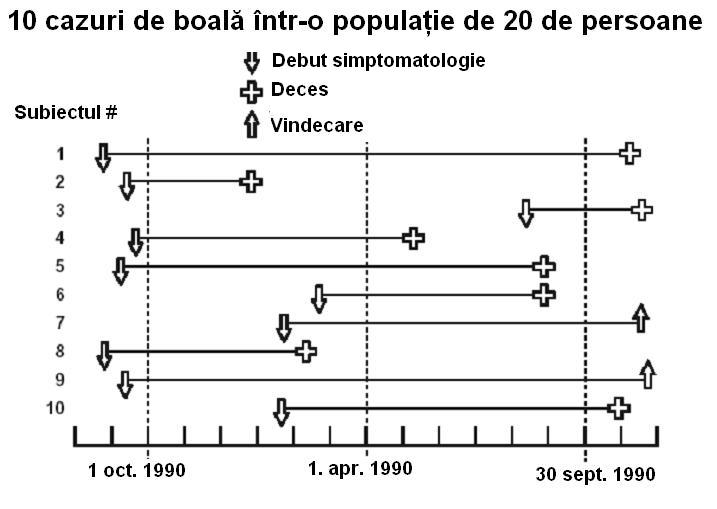 10 cazuri de boală într-o populație de 20 de persoane
Debut simptomatologie
Deces
Vindecare
Subiectul #
1
2
3
4
5
6
7
8
9
10
1 oct. 1990
1. apr. 1990
30 sept. 1990